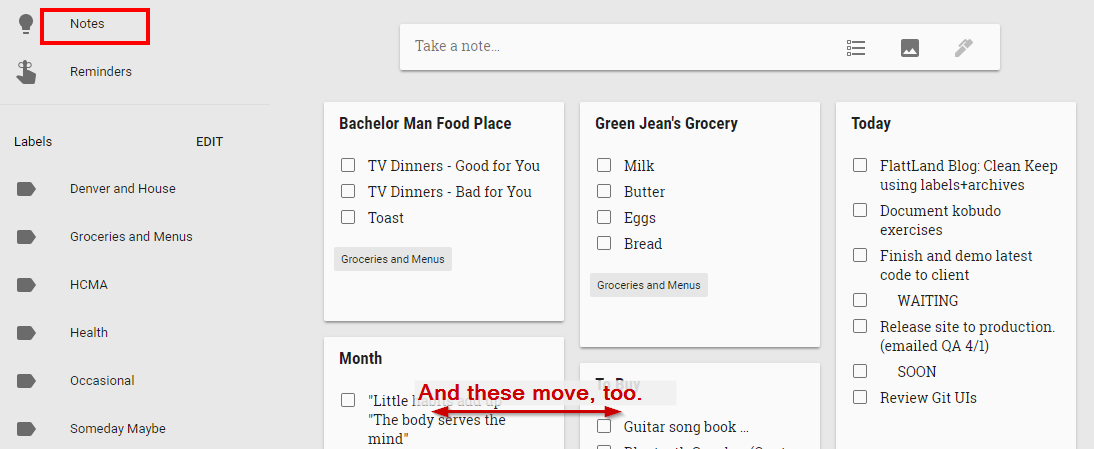 Notes
Reminders
Labels
EDIT
Denver and House
Groceries and Menus
HCMA
Health
Occasional
Someday Maybe
Take a note...
Bachelor Man Food Place
TV Dinners - Good for You
TV Dinners - Bad for You
Toast
Groceries and Menus
Month
"Little habits add up"
"The body serves the
mind"
Green Jean's Grocery
Milk
Butter
Eggs
Bread
Groceries and Menus
To Buy
And these move, too.
Guitar song book ...
Today
FlattLand Blog: Clean Keep
using labels+archives
Document kobudo
exercises
Finish and demo latest
code to client
WAITING
Release site to production.
(emailed QA 4/1)
SOON
Review Git UIs